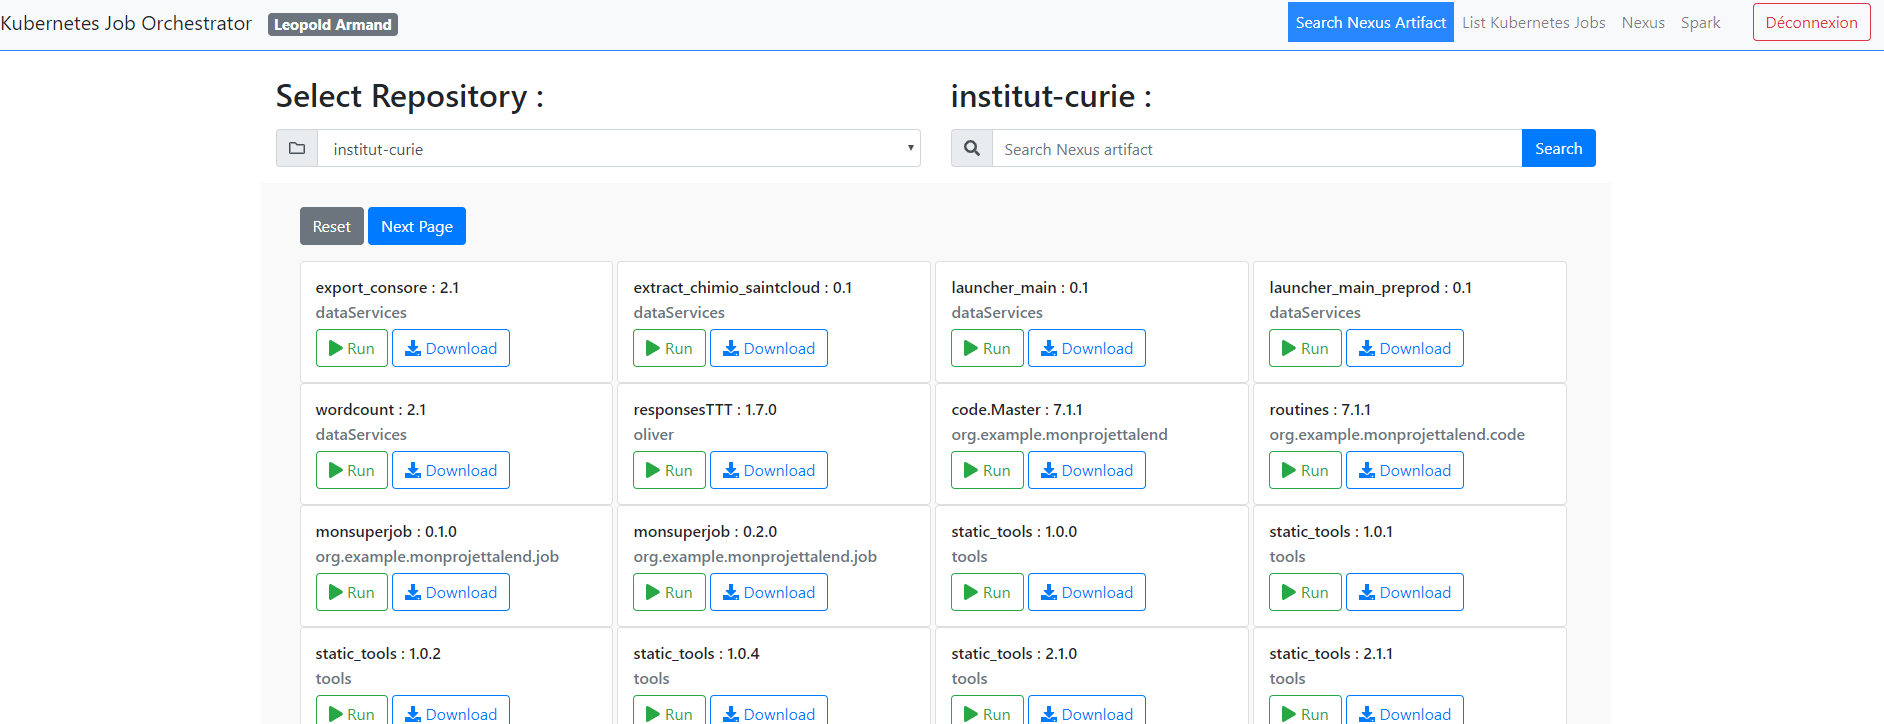 Kubernetes Job Orchestrator Leopold Armand Search Nexus Artifact List Kubernetes Jobs Nexus Spark Déconnexion
Select Repository : institut-curie :
institut-curie Search Nexus artifact Search
Reset Next Page
export_consore : 2.1 extract_chimio_saintcloud : 0.1 launcher_main : 0.1 launcher_main_preprod : 0.1
dataServices dataServices dataServices dataServices
Run Download Run Download Run Download Run Download
wordcount : 2.1 responsesTTT : 1.7.0 code.Master : 7.1.1 routines : 7.1.1
dataServices oliver org.example.monprojettalend org.example.monprojettalend.code
Run Download Run Download Run Download Run Download
monsuperjob : 0.1.0 monsuperjob : 0.2.0 static_tools : 1.0.0 static_tools : 1.0.1
org.example.monprojettalend.job org.example.monprojettalend.job tools tools
Run Download Run Download Run Download Run Download
static_tools : 1.0.2 static_tools : 1.0.4 static_tools : 2.1.0 static_tools : 2.1.1
tools tools tools tools
Run Download Run Download Run Download Run Download